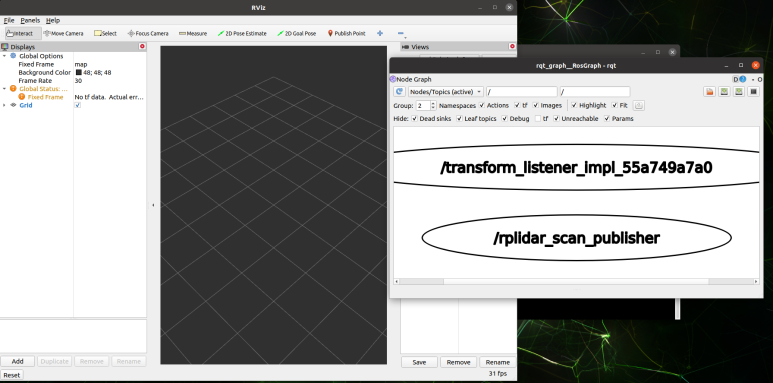 RViz
File Panels Help
Interact Move Camera Select Focus Camera Measure 2D Pose Estimate 2D Goal Pose Publish Point
Displays
Global Options
Fixed Frame map
Background Color 48; 48; 48
Frame Rate 30
Global Status: ...
Fixed Frame No tf data. Actual err...
Grid
Add Duplicate Remove Rename
Reset
Views
Save Remove Rename
31 fps
rqt_graph__RosGraph - rqt
Node Graph
D
Nodes/Topics (active) / /
Group: 2 Namespaces Actions tf Images Highlight Fit
Hide: Dead sinks Leaf topics Debug tf Unreachable Params
/transform_listener_impl_55a749a7a0
/rplidar_scan_publisher